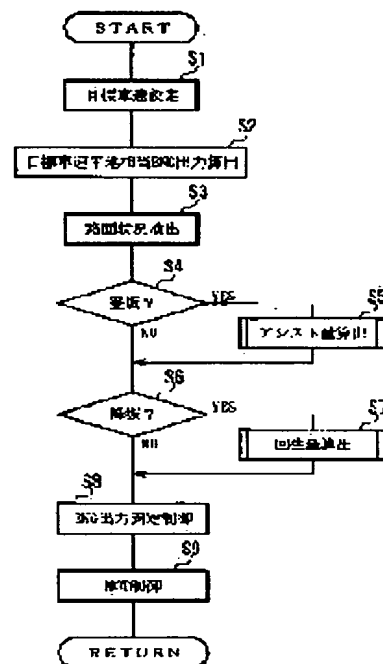 START
S1
目標車速設定
S2
S3
路面状況検出
S4
登坂?
YES
NO
S5
アシスト量算出
S6
降坂?
YES
NO
S7
回生量算出
S8
S9
RETURN